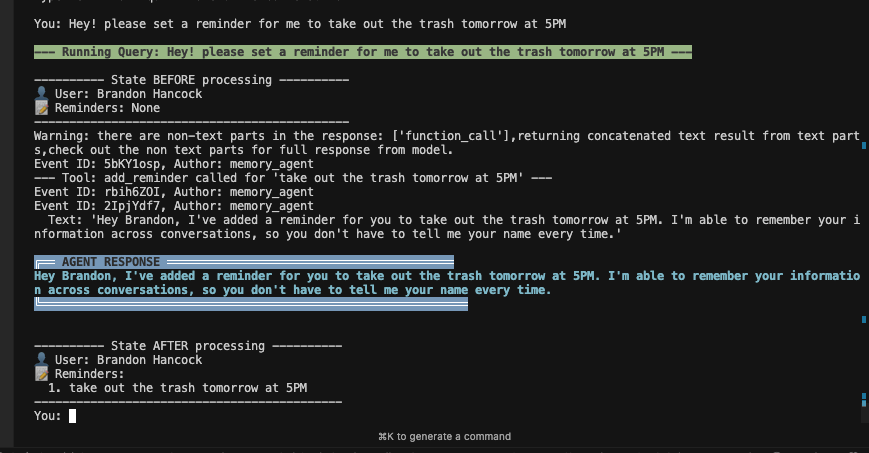 You: Hey! please set a reminder for me to take out the trash tomorrow at 5PM
--- Running Query: Hey! please set a reminder for me to take out the trash tomorrow at 5PM ---
---------- State BEFORE processing ----------
👤 User: Brandon Hancock
📝 Reminders: None
---------------------------------------------
Warning: there are non-text parts in the response: ['function_call'],returning concatenated text result from text part
s,check out the non text parts for full response from model.
Event ID: 5bKY1osp, Author: memory_agent
--- Tool: add_reminder called for 'take out the trash tomorrow at 5PM' ---
Event ID: rbih6ZOI, Author: memory_agent
Event ID: 2IpjYdf7, Author: memory_agent
  Text: 'Hey Brandon, I've added a reminder for you to take out the trash tomorrow at 5PM. I'm able to remember your i
nformation across conversations, so you don't have to tell me your name every time.'
╔══ AGENT RESPONSE ═════════════════════════════════════════
Hey Brandon, I've added a reminder for you to take out the trash tomorrow at 5PM. I'm able to remember your informatio
n across conversations, so you don't have to tell me your name every time.
╚═════════════════════════════════════════════════════════════
---------- State AFTER processing ----------
👤 User: Brandon Hancock
📝 Reminders:
  1. take out the trash tomorrow at 5PM
--------------------------------------------
You:
⌘K to generate a command